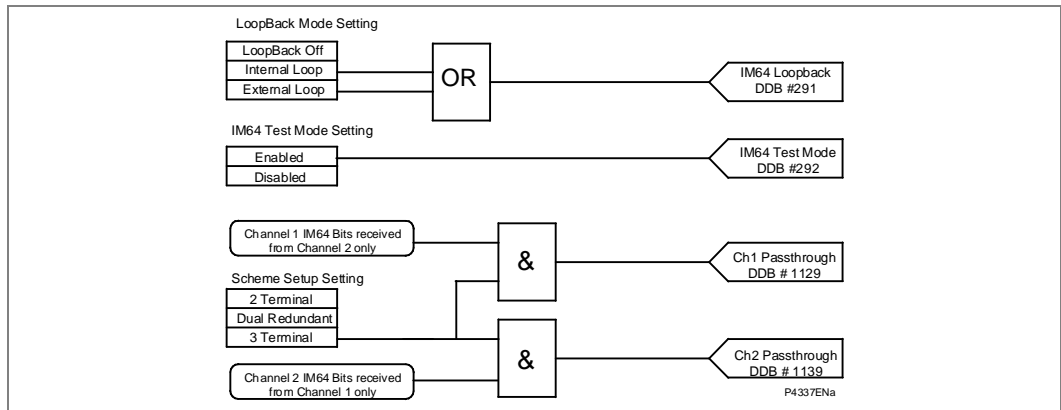 LoopBack Mode Setting
LoopBack Off
Internal Loop
External Loop
OR
IM64 Loopback
DDB #291
IM64 Test Mode Setting
Enabled
Disabled
IM64 Test Mode
DDB #292
Channel 1 IM64 Bits received
from Channel 2 only
&
Ch1 Passthrough
DDB # 1129
Scheme Setup Setting
2 Terminal
Dual Redundant
3 Terminal
&
Ch2 Passthrough
DDB # 1139
Channel 2 IM64 Bits received
from Channel 1 only
P4337ENa